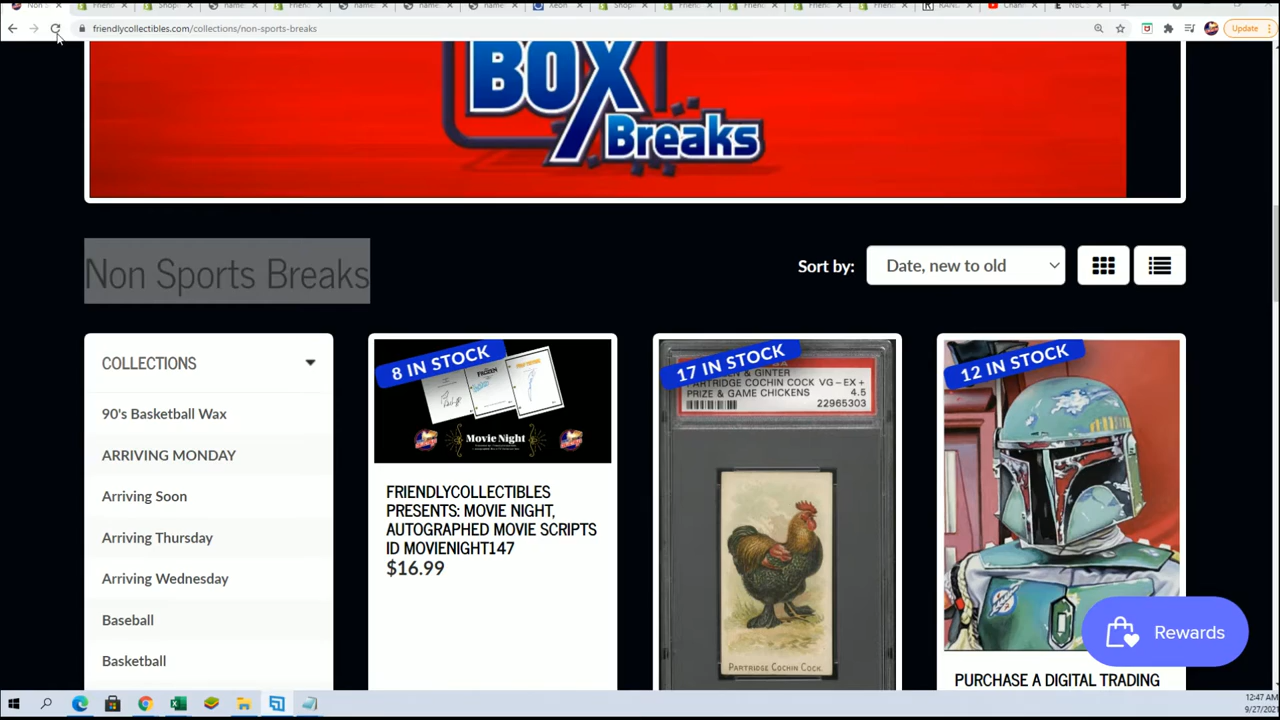 friendlycollectibles.com/collections/non-sports-breaks
Update
BOX
Breaks
Non Sports Breaks
Sort by:
Date, new to old
COLLECTIONS
90's Basketball Wax
ARRIVING MONDAY
Arriving Soon
Arriving Thursday
Arriving Wednesday
Baseball
Basketball
8 IN STOCK
FROZEN
Movie Night
FRIENDLYCOLLECTIBLES
PRESENTS: MOVIE NIGHT,
AUTOGRAPHED MOVIE SCRIPTS
ID MOVIENIGHT147
$16.99
17 IN STOCK
& GINTER
PARTRIDGE COCHIN COCK VG-EX+
PRIZE & GAME CHICKENS 4.5
22965303
PARTRIDGE COCHIN COCK.
12 IN STOCK
PURCHASE A DIGITAL TRADING
Rewards
12:47 AM